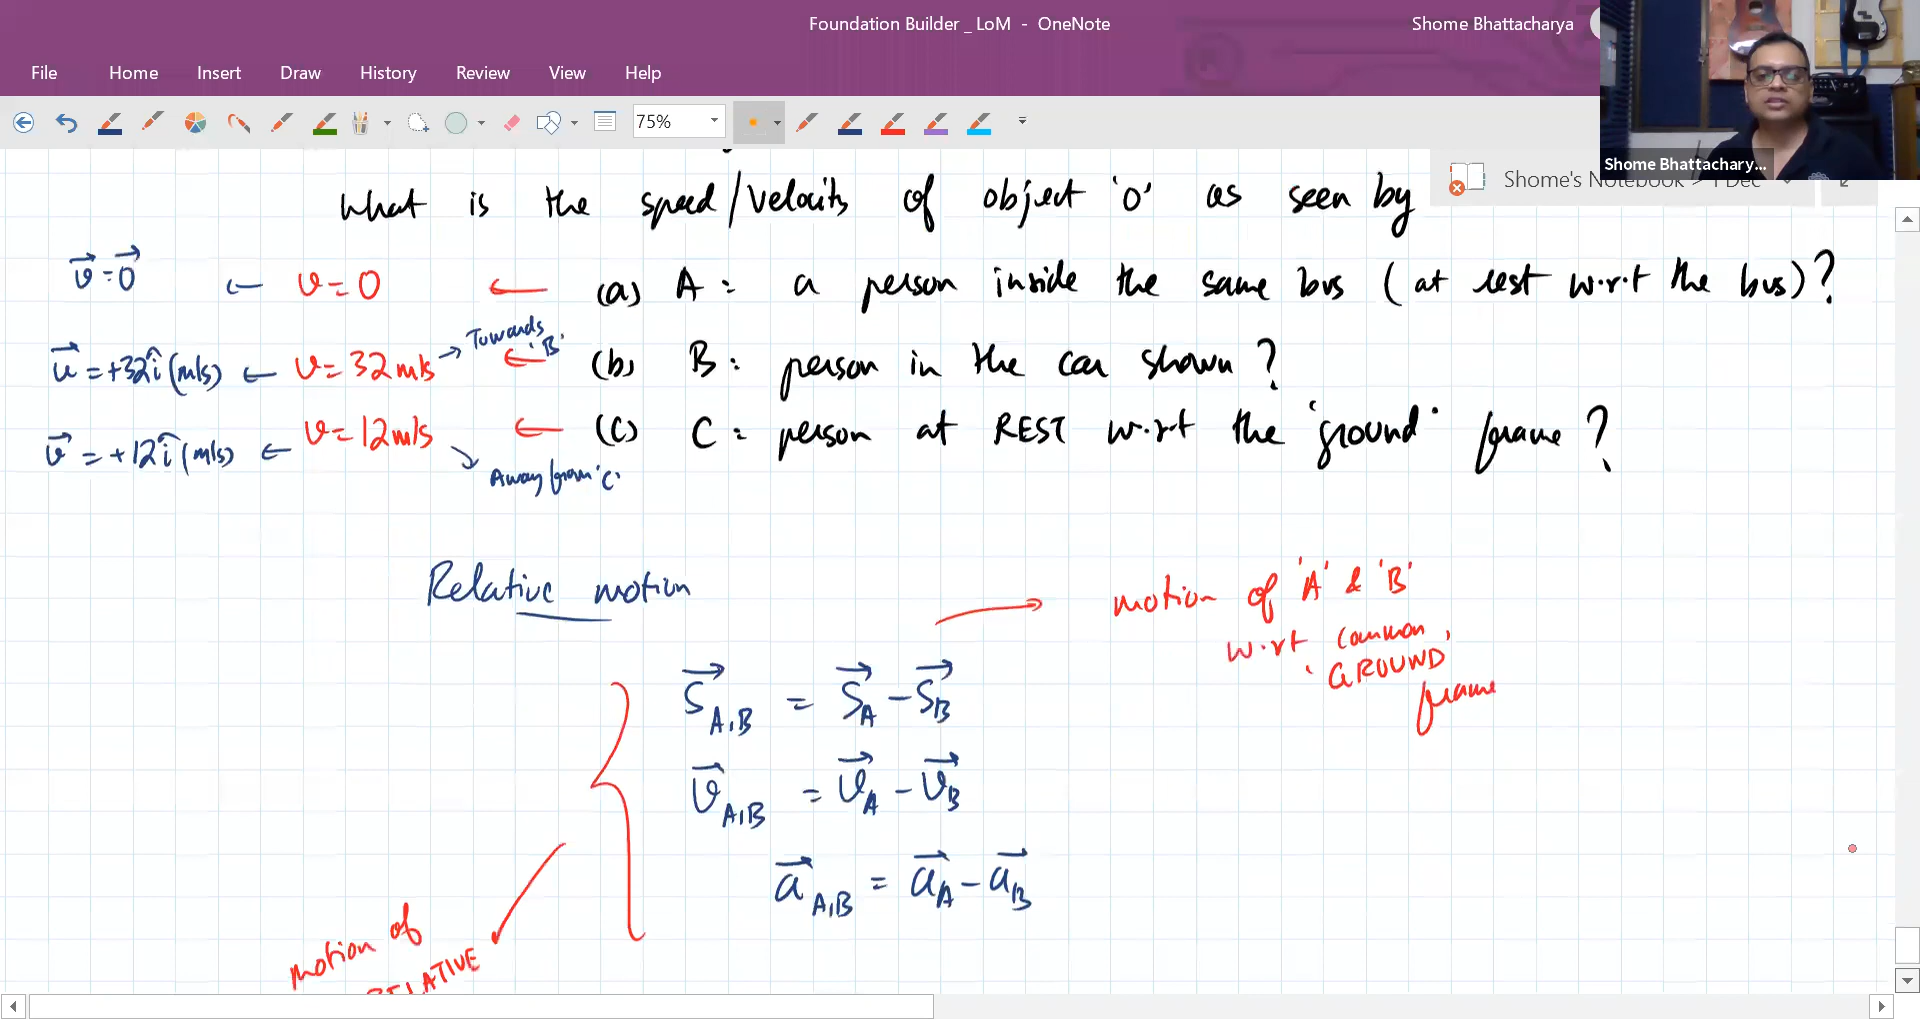 Foundation Builder _ LoM - OneNote
Shome Bhattacharya
File Home Insert Draw History Review View Help
75%
Shome Bhattachary...
Shome's Notebook > 1 Dec
What is the speed/velocity of object 'O' as seen by
v⃗ = 0⃗ ← v = 0 ← (a) A : a person inside the same bus (at rest w.r.t the bus)?
v⃗ = +32î (m/s) ← v = 32 m/s → Towards 'B' ← (b) B : person in the car shown?
v⃗ = +12î (m/s) ← v = 12 m/s ← (c) C = person at REST w.r.t the 'ground' frame?
Away from 'C'
Relative motion
→ motion of 'A' & 'B'
w.r.t common
'GROUND'
frame
S⃗A,B = S⃗A - S⃗B
v⃗A,B = v⃗A - v⃗B
a⃗A,B = a⃗A - a⃗B
motion of
RELATIVE